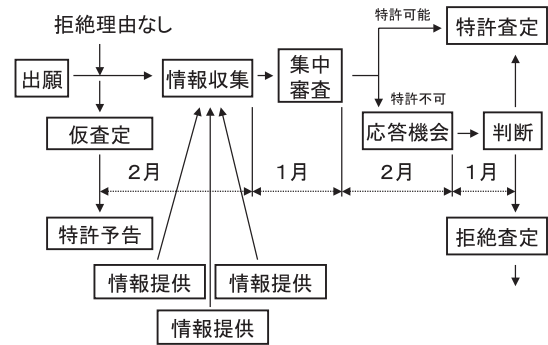 拒絶理由なし
特許可能
特許査定
出願
情報収集
集中
審査
特許不可
仮査定
応答機会
判断
2月
1月
2月
1月
特許予告
拒絶査定
情報提供
情報提供
情報提供